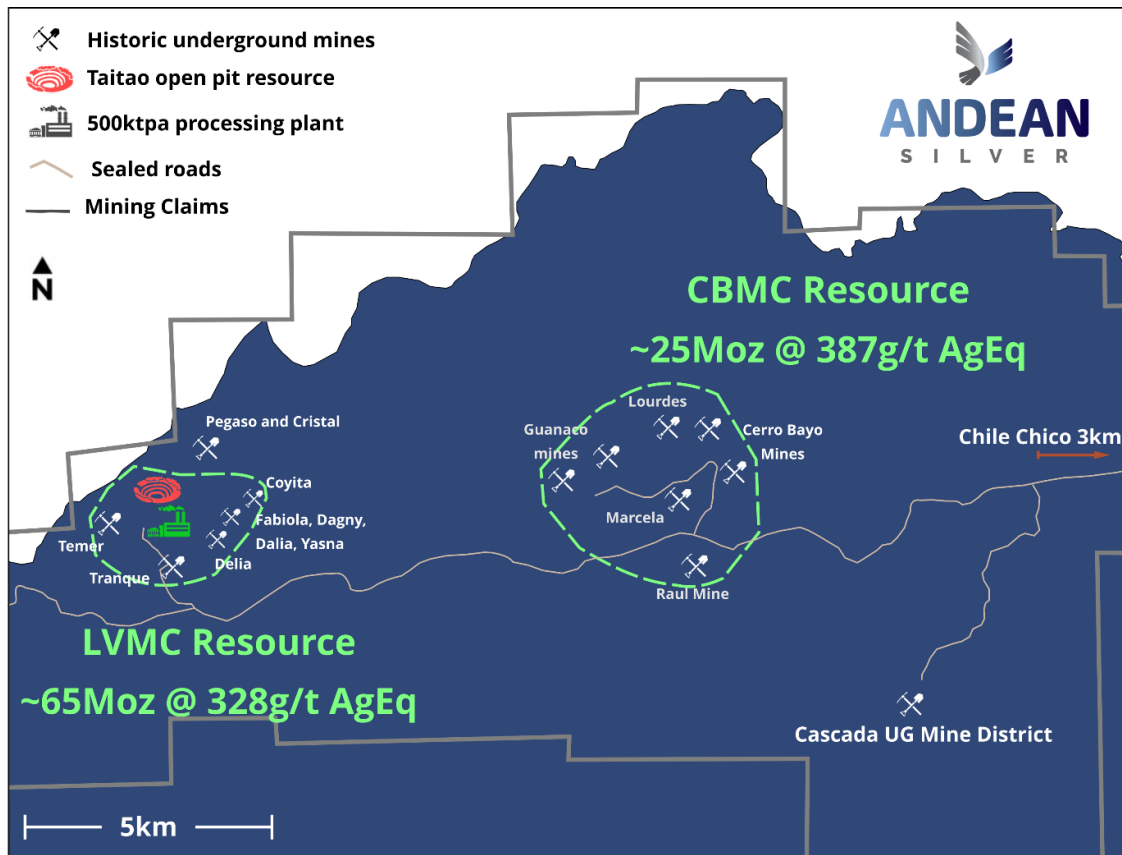 Historic underground mines
Taitao open pit resource
500ktpa processing plant
Sealed roads
Mining Claims
N
ANDEAN
SILVER
CBMC Resource
~25Moz @ 387g/t AgEq
Lourdes
Guanaco
mines
Cerro Bayo
Mines
Marcela
Raul Mine
Chile Chico 3km
Pegaso and Cristal
Coyita
Fabiola, Dagny,
Dalia, Yasna
Delia
Temer
Tranque
LVMC Resource
~65Moz @ 328g/t AgEq
Cascada UG Mine District
5km